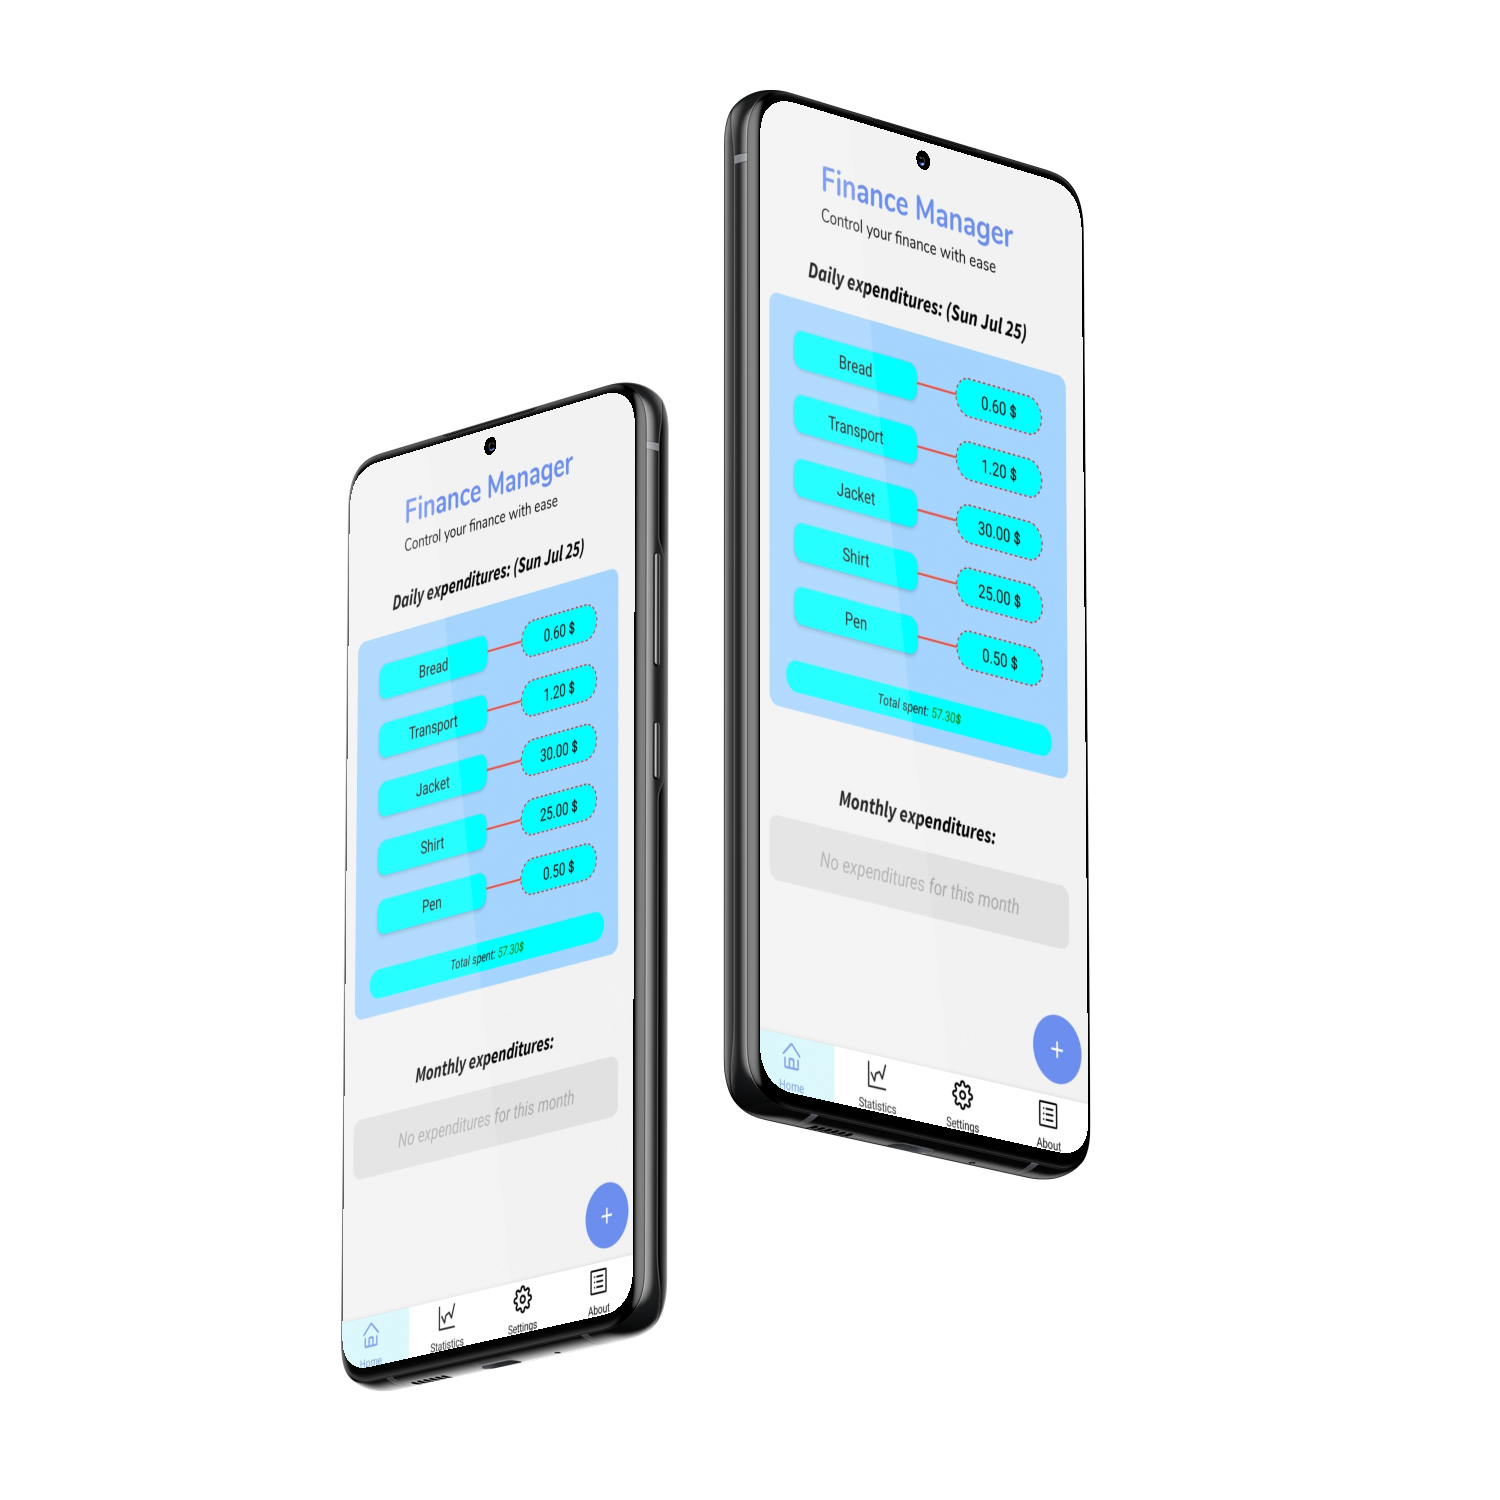 Finance Manager
Control your finance with ease
Daily expenditures: (Sun Jul 25)
Bread 0.60 $
Transport 1.20 $
Jacket 30.00 $
Shirt 25.00 $
Pen 0.50 $
Total spent: 57.30$
Monthly expenditures:
No expenditures for this month
+
Home Statistics Settings About
Finance Manager
Control your finance with ease
Daily expenditures: (Sun Jul 25)
Bread 0.60 $
Transport 1.20 $
Jacket 30.00 $
Shirt 25.00 $
Pen 0.50 $
Total spent: 57.30$
Monthly expenditures:
No expenditures for this month
+
Home Statistics Settings About